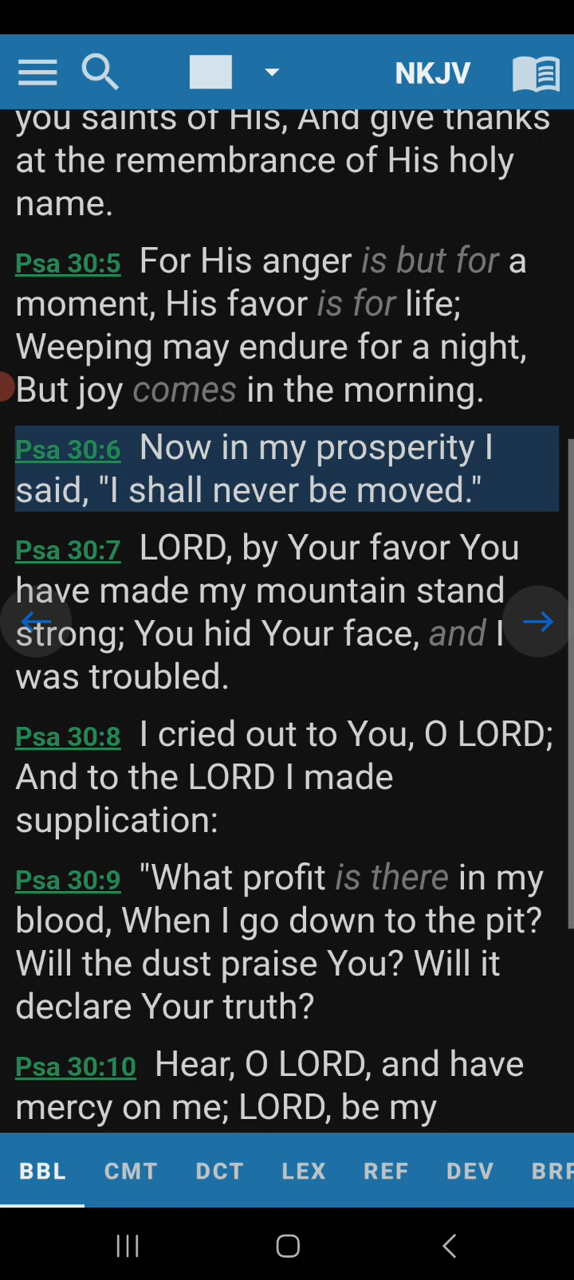 NKJV
you saints of His, And give thanks
at the remembrance of His holy
name.
Psa 30:5 For His anger is but for a
moment, His favor is for life;
Weeping may endure for a night,
But joy comes in the morning.
Psa 30:6 Now in my prosperity I
said, "I shall never be moved."
Psa 30:7 LORD, by Your favor You
have made my mountain stand
strong; You hid Your face, and I
was troubled.
Psa 30:8 I cried out to You, O LORD;
And to the LORD I made
supplication:
Psa 30:9 "What profit is there in my
blood, When I go down to the pit?
Will the dust praise You? Will it
declare Your truth?
Psa 30:10 Hear, O LORD, and have
mercy on me; LORD, be my
BBL CMT DCT LEX REF DEV BRP